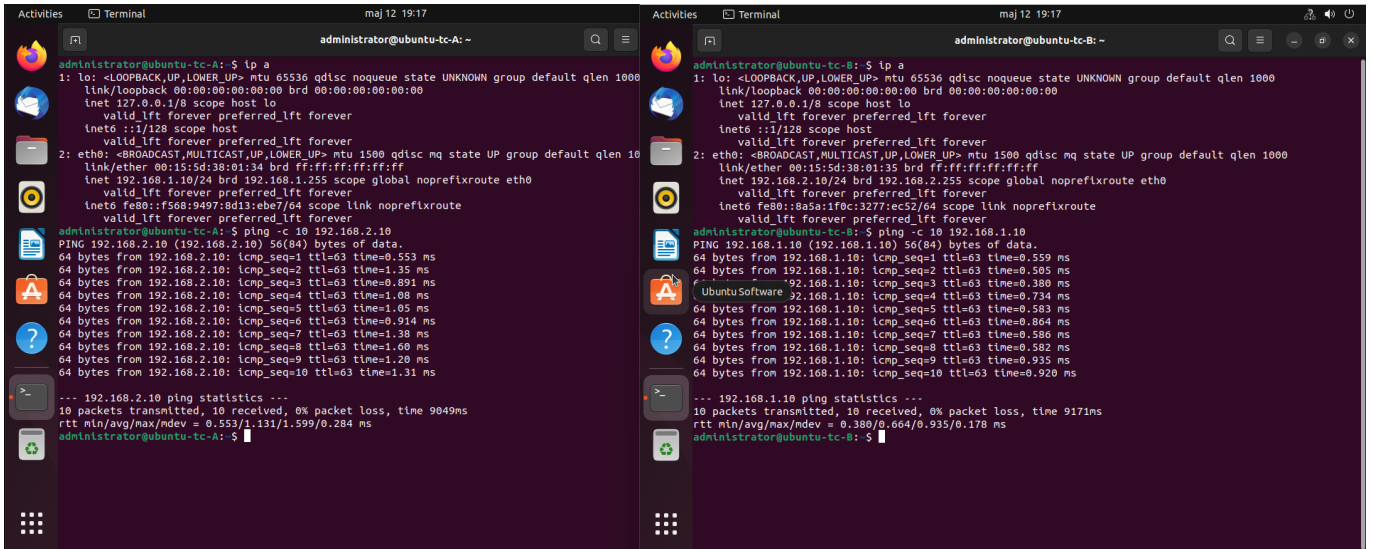 Activities Terminal maj 12 19:17
administrator@ubuntu-tc-A: ~
administrator@ubuntu-tc-A:~$ ip a
1: lo: <LOOPBACK,UP,LOWER_UP> mtu 65536 qdisc noqueue state UNKNOWN group default qlen 1000
link/loopback 00:00:00:00:00:00 brd 00:00:00:00:00:00
inet 127.0.0.1/8 scope host lo
valid_lft forever preferred_lft forever
inet6 ::1/128 scope host
valid_lft forever preferred_lft forever
2: eth0: <BROADCAST,MULTICAST,UP,LOWER_UP> mtu 1500 qdisc mq state UP group default qlen 10
link/ether 00:15:5d:38:01:34 brd ff:ff:ff:ff:ff:ff
inet 192.168.1.10/24 brd 192.168.1.255 scope global noprefixroute eth0
valid_lft forever preferred_lft forever
inet6 fe80::f568:9497:8d13:ebe7/64 scope link noprefixroute
valid_lft forever preferred_lft forever
administrator@ubuntu-tc-A:~$ ping -c 10 192.168.2.10
PING 192.168.2.10 (192.168.2.10) 56(84) bytes of data.
64 bytes from 192.168.2.10: icmp_seq=1 ttl=63 time=0.553 ms
64 bytes from 192.168.2.10: icmp_seq=2 ttl=63 time=1.35 ms
64 bytes from 192.168.2.10: icmp_seq=3 ttl=63 time=0.891 ms
64 bytes from 192.168.2.10: icmp_seq=4 ttl=63 time=1.08 ms
64 bytes from 192.168.2.10: icmp_seq=5 ttl=63 time=1.05 ms
64 bytes from 192.168.2.10: icmp_seq=6 ttl=63 time=0.914 ms
64 bytes from 192.168.2.10: icmp_seq=7 ttl=63 time=1.38 ms
64 bytes from 192.168.2.10: icmp_seq=8 ttl=63 time=1.60 ms
64 bytes from 192.168.2.10: icmp_seq=9 ttl=63 time=1.20 ms
64 bytes from 192.168.2.10: icmp_seq=10 ttl=63 time=1.31 ms
--- 192.168.2.10 ping statistics ---
10 packets transmitted, 10 received, 0% packet loss, time 9049ms
rtt min/avg/max/mdev = 0.553/1.131/1.599/0.284 ms
administrator@ubuntu-tc-A:~$
Activities Terminal maj 12 19:17
administrator@ubuntu-tc-B: ~
administrator@ubuntu-tc-B:~$ ip a
1: lo: <LOOPBACK,UP,LOWER_UP> mtu 65536 qdisc noqueue state UNKNOWN group default qlen 1000
link/loopback 00:00:00:00:00:00 brd 00:00:00:00:00:00
inet 127.0.0.1/8 scope host lo
valid_lft forever preferred_lft forever
inet6 ::1/128 scope host
valid_lft forever preferred_lft forever
2: eth0: <BROADCAST,MULTICAST,UP,LOWER_UP> mtu 1500 qdisc mq state UP group default qlen 1000
link/ether 00:15:5d:38:01:35 brd ff:ff:ff:ff:ff:ff
inet 192.168.2.10/24 brd 192.168.2.255 scope global noprefixroute eth0
valid_lft forever preferred_lft forever
inet6 fe80::8a5a:1f0c:3277:ec52/64 scope link noprefixroute
valid_lft forever preferred_lft forever
administrator@ubuntu-tc-B:~$ ping -c 10 192.168.1.10
PING 192.168.1.10 (192.168.1.10) 56(84) bytes of data.
64 bytes from 192.168.1.10: icmp_seq=1 ttl=63 time=0.559 ms
64 bytes from 192.168.1.10: icmp_seq=2 ttl=63 time=0.505 ms
192.168.1.10: icmp_seq=3 ttl=63 time=0.380 ms
Ubuntu Software 92.168.1.10: icmp_seq=4 ttl=63 time=0.734 ms
64 bytes from 192.168.1.10: icmp_seq=5 ttl=63 time=0.583 ms
64 bytes from 192.168.1.10: icmp_seq=6 ttl=63 time=0.864 ms
64 bytes from 192.168.1.10: icmp_seq=7 ttl=63 time=0.586 ms
64 bytes from 192.168.1.10: icmp_seq=8 ttl=63 time=0.582 ms
64 bytes from 192.168.1.10: icmp_seq=9 ttl=63 time=0.935 ms
64 bytes from 192.168.1.10: icmp_seq=10 ttl=63 time=0.920 ms
--- 192.168.1.10 ping statistics ---
10 packets transmitted, 10 received, 0% packet loss, time 9171ms
rtt min/avg/max/mdev = 0.380/0.664/0.935/0.178 ms
administrator@ubuntu-tc-B:~$